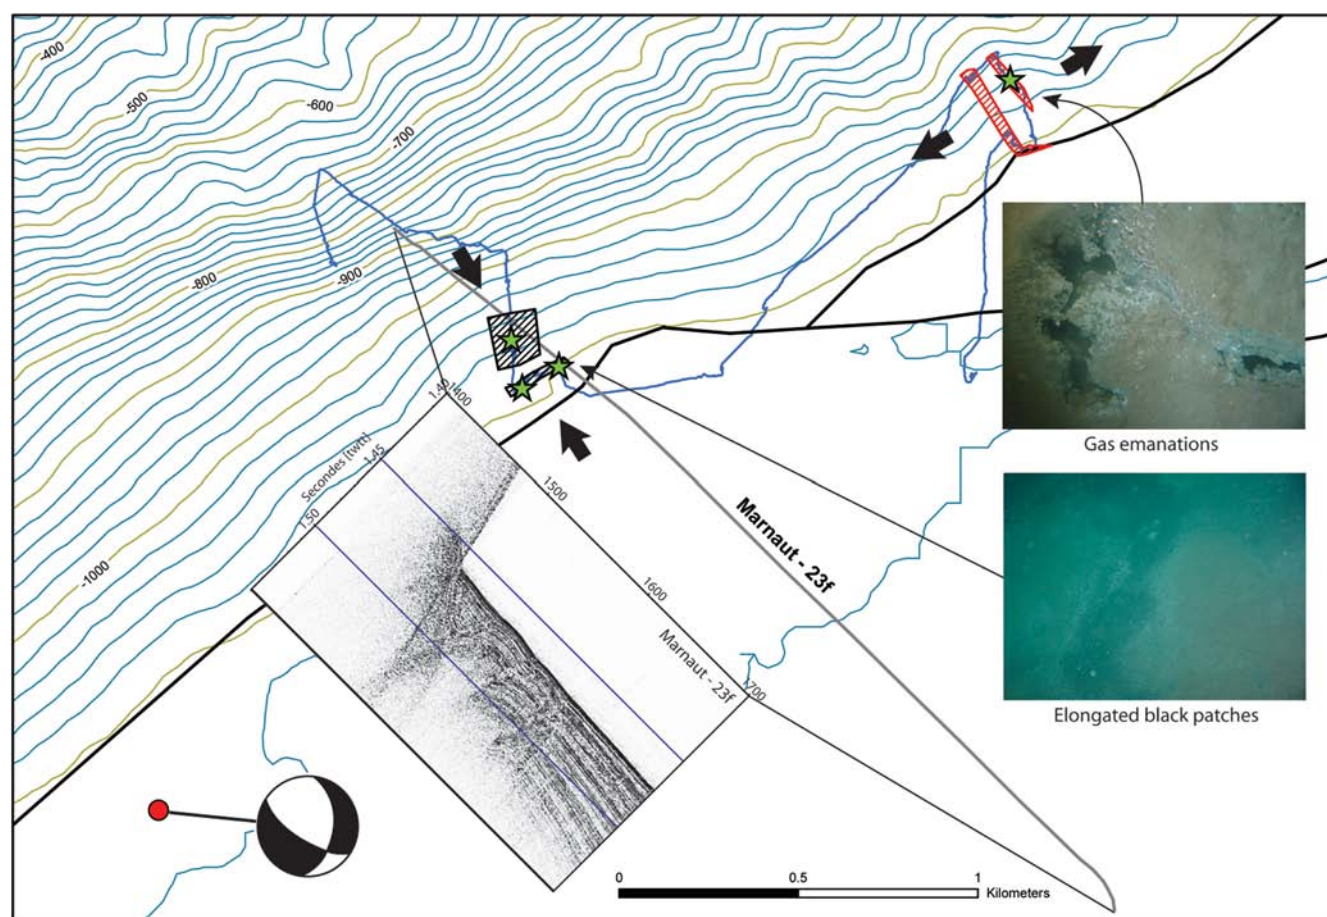 -400
-500
-600
-700
-800
-900
-1000
1.40
1400
Secondes (twtt)
1.45
1.50
1500
1600
Marnaut - 23f
700
Marnaut - 23f
Gas emanations
Elongated black patches
0
0.5
1
Kilometers